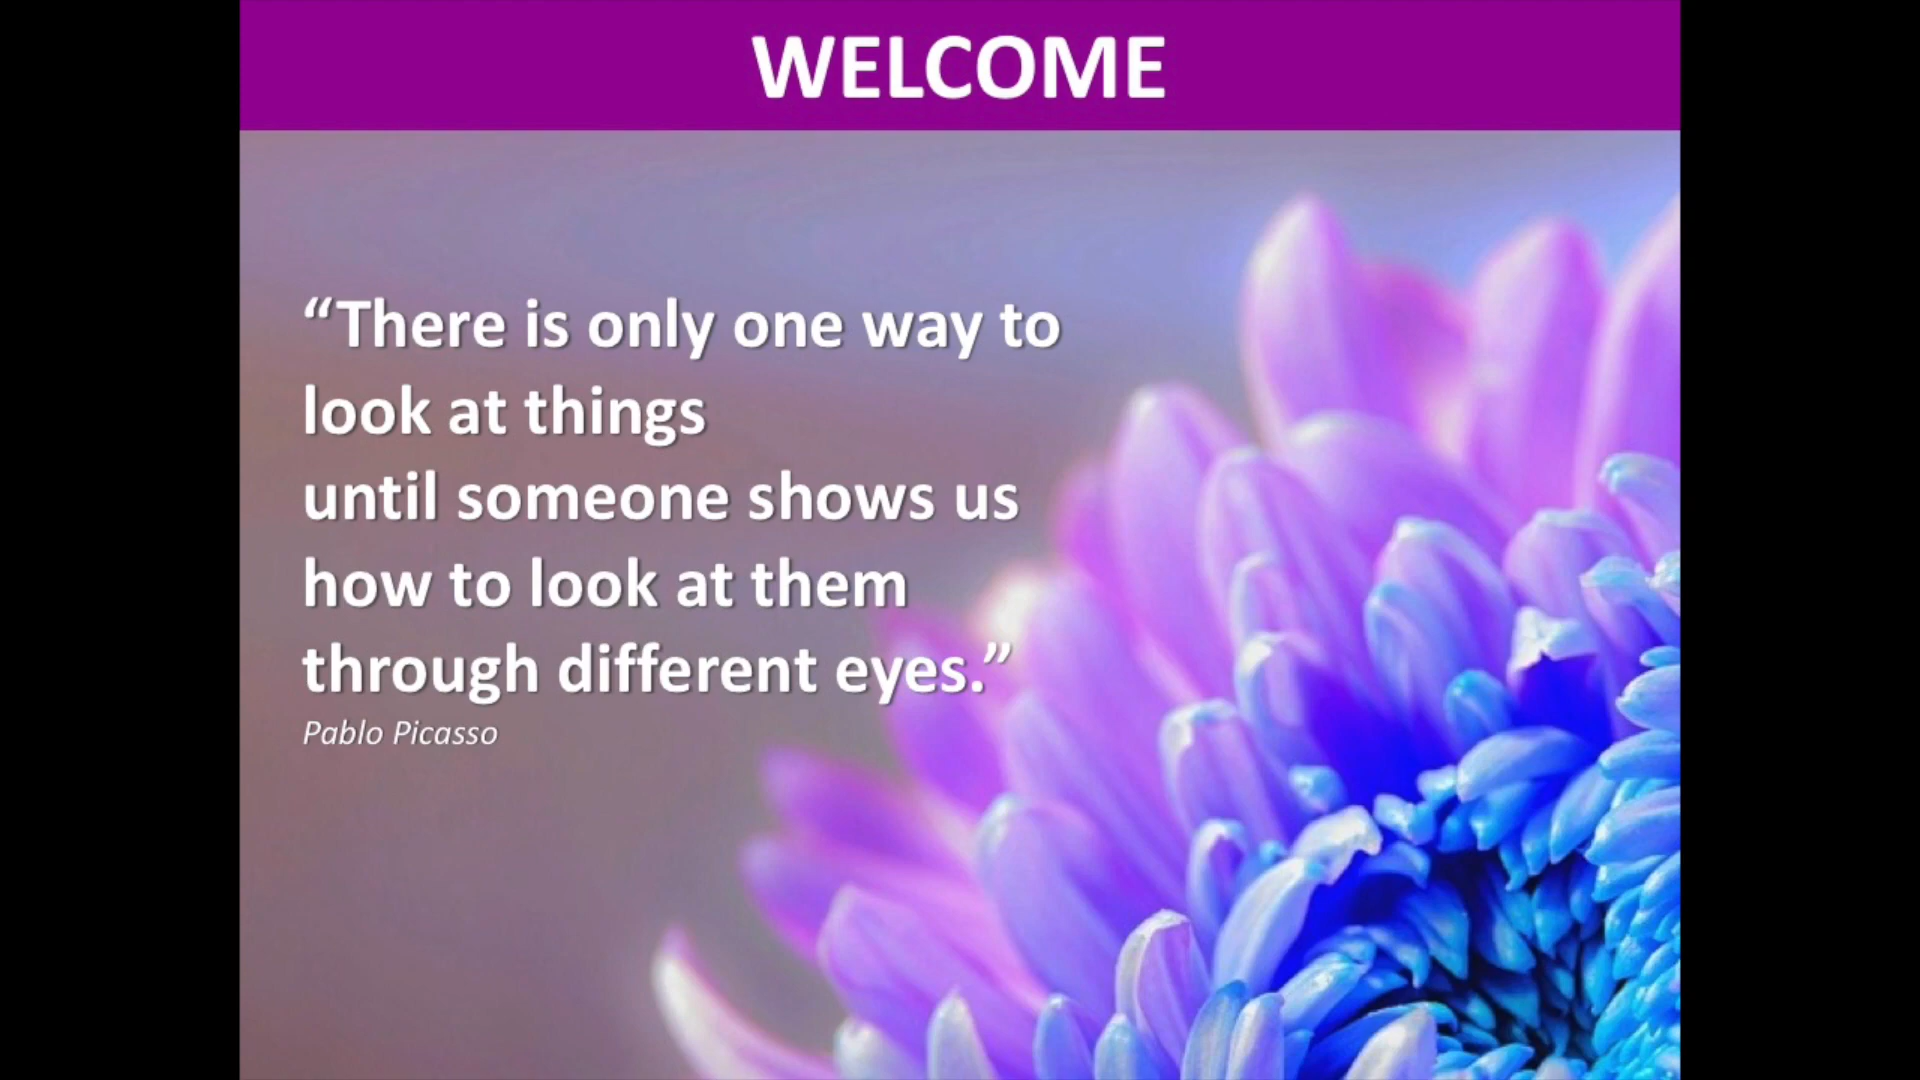 WELCOME
“There is only one way to
look at things
until someone shows us
how to look at them
through different eyes.”
Pablo Picasso